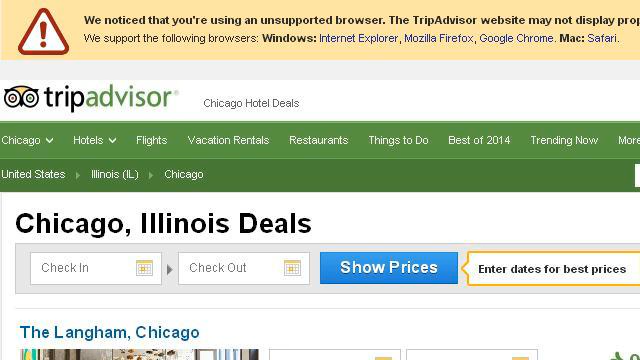 We noticed that you're using an unsupported browser. The TripAdvisor website may not display prop
We support the following browsers: Windows: Internet Explorer, Mozilla Firefox, Google Chrome. Mac: Safari.
tripadvisor
Chicago Hotel Deals
Chicago Hotels Flights Vacation Rentals Restaurants Things to Do Best of 2014 Trending Now More
United States Illinois (IL) Chicago
Chicago, Illinois Deals
Check In Check Out Show Prices Enter dates for best prices
The Langham, Chicago